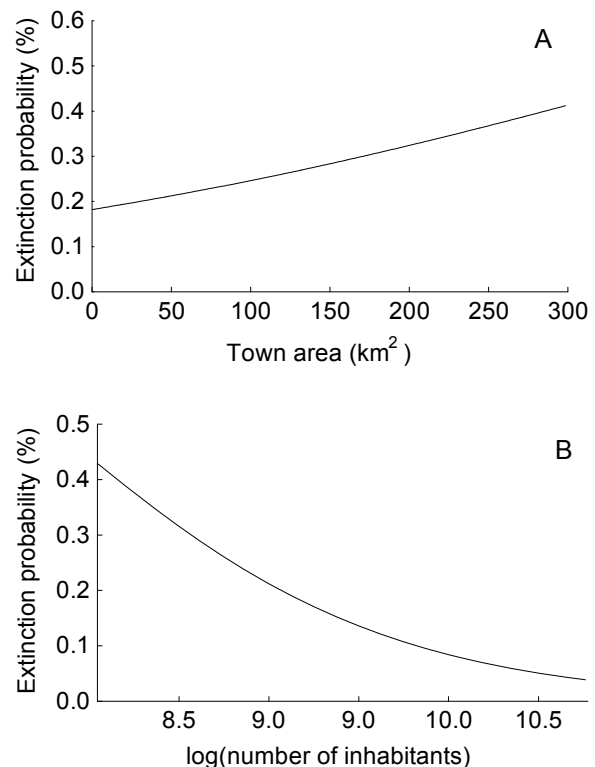 A
Extinction probability (%)
0.6
0.5
0.4
0.3
0.2
0.1
0.0
0 50 100 150 200 250 300
Town area (km²)
B
Extinction probability (%)
0.5
0.4
0.3
0.2
0.1
0.0
8.5 9.0 9.0 10.0 10.5
log(number of inhabitants)